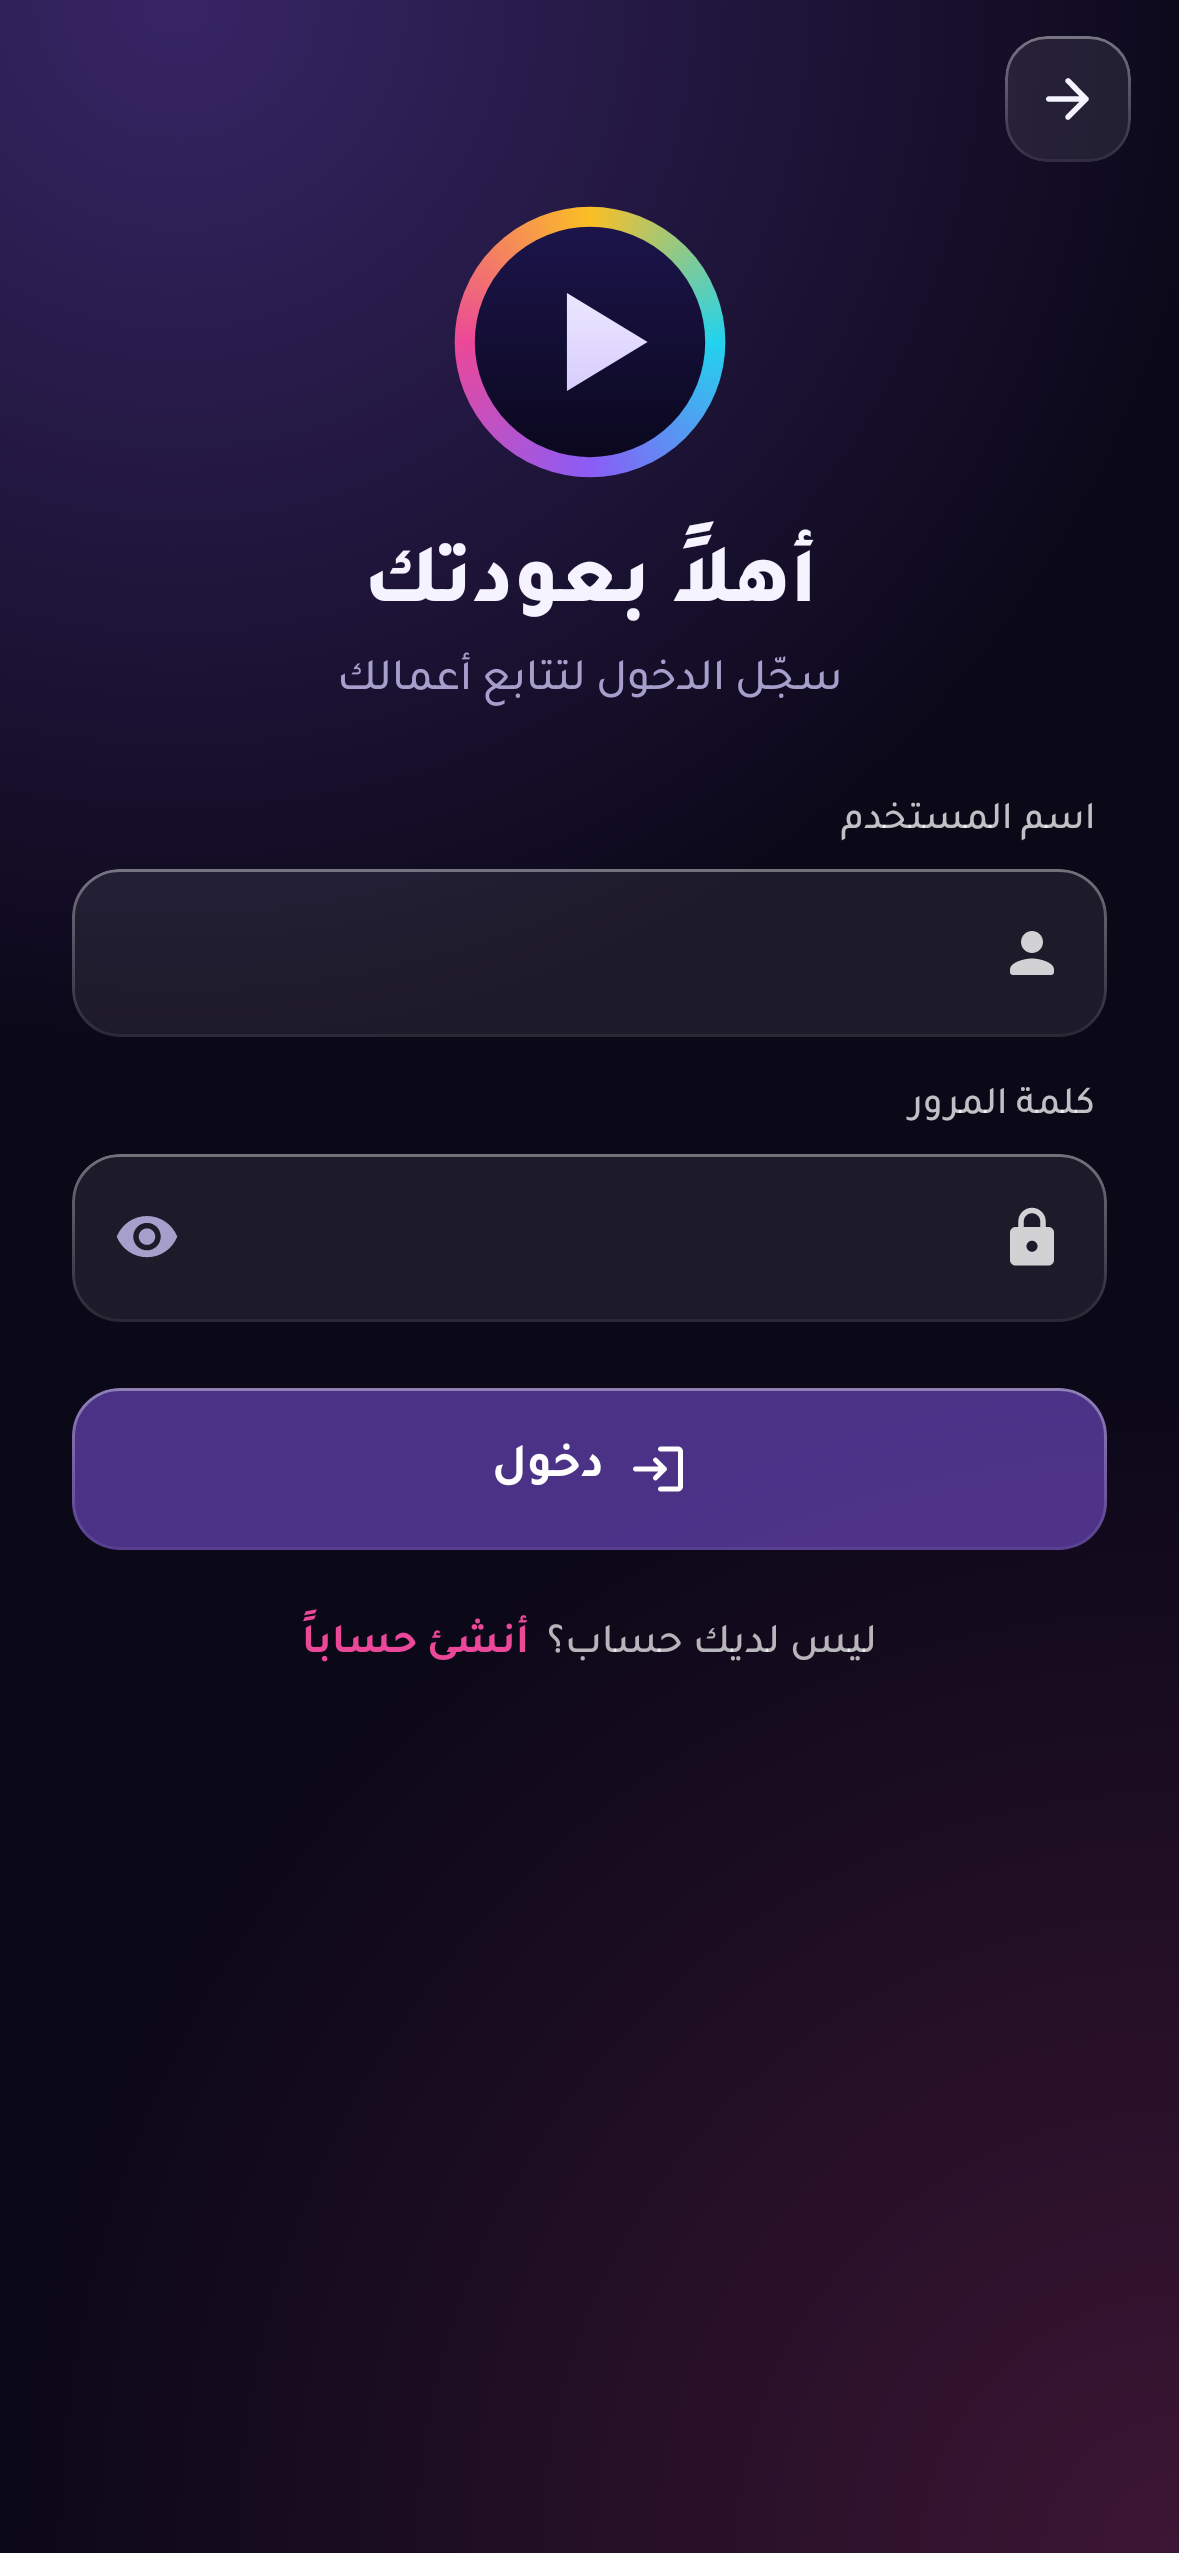 أهلاً بعودتك
سجّل الدخول لتتابع أعمالك
اسم المستخدم
كلمة المرور
دخول
ليس لديك حساب؟ أنشئ حساباً